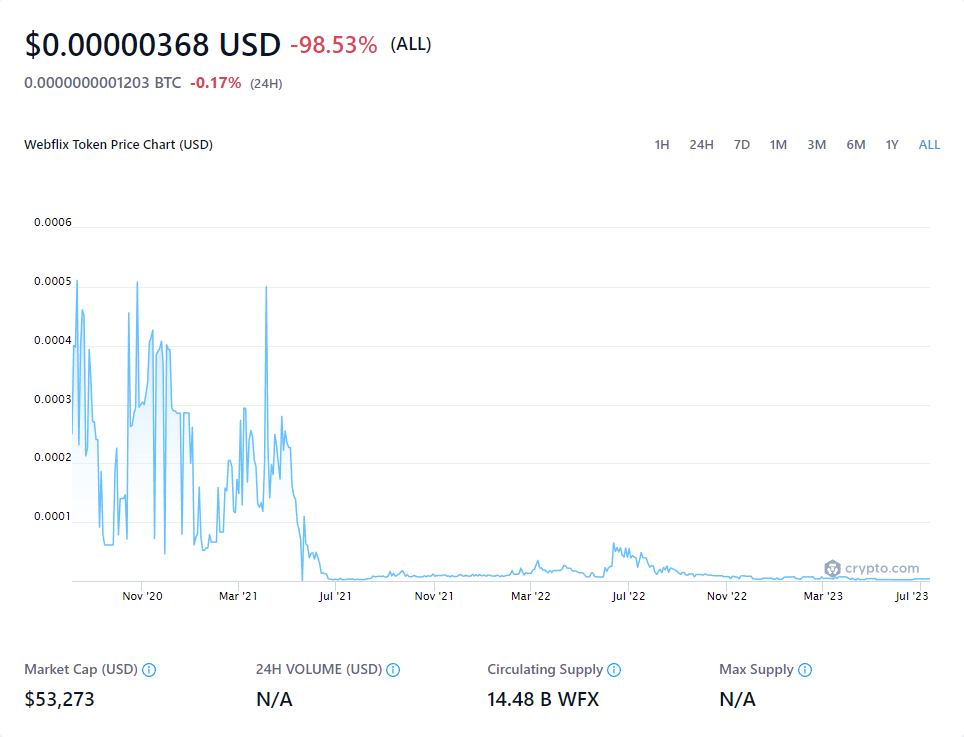 $0.00000368 USD -98.53% (ALL)
0.0000000001203 BTC -0.17% (24H)
Webflix Token Price Chart (USD) 1H 24H 7D 1M 3M 6M 1Y ALL
0.0006
0.0005
0.0004
0.0003
0.0002
0.0001
crypto.com
Nov '20 Mar '21 Jul '21 Nov '21 Mar '22 Jul '22 Nov '22 Mar '23 Jul '23
Market Cap (USD) 24H VOLUME (USD) Circulating Supply Max Supply
$53,273 N/A 14.48 B WFX N/A